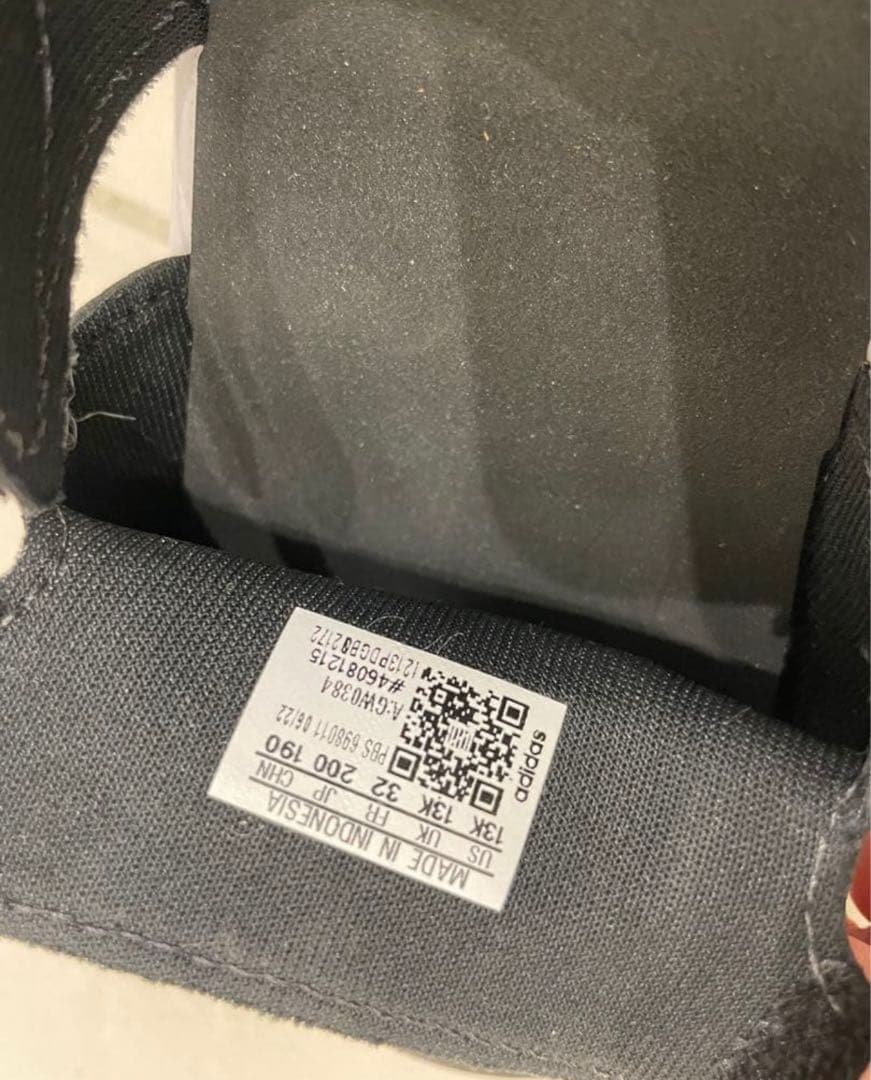 MADE IN INDONESIA
US UK FR JP CHN
13K 13K 32 200 190
PBS 698011 06/22
A:GW0384
#46081215
adidas